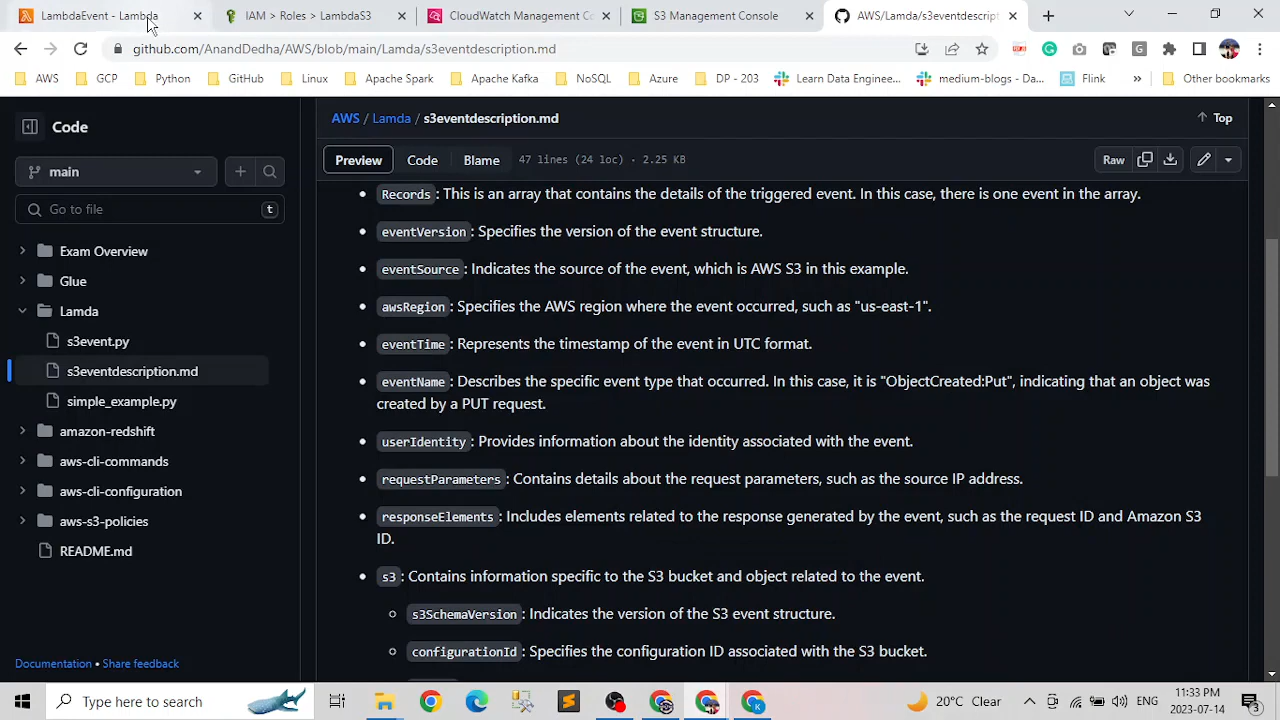 LambdaEvent - Lambda
IAM > Roles > LambdaS3
CloudWatch Management Co
S3 Management Console
AWS/Lamda/s3eventdescript
github.com/AnandDedha/AWS/blob/main/Lamda/s3eventdescription.md
AWS
GCP
Python
GitHub
Linux
Apache Spark
Apache Kafka
NoSQL
Azure
DP - 203
Learn Data Enginee...
medium-blogs - Da...
Flink
»
Other bookmarks
Code
main
Go to file
t
Exam Overview
Glue
Lamda
s3event.py
s3eventdescription.md
simple_example.py
amazon-redshift
aws-cli-commands
aws-cli-configuration
aws-s3-policies
README.md
Documentation • Share feedback
AWS / Lamda / s3eventdescription.md
Top
Preview
Code
Blame
47 lines (24 loc) · 2.25 KB
Raw
Records: This is an array that contains the details of the triggered event. In this case, there is one event in the array.
eventVersion: Specifies the version of the event structure.
eventSource: Indicates the source of the event, which is AWS S3 in this example.
awsRegion: Specifies the AWS region where the event occurred, such as "us-east-1".
eventTime: Represents the timestamp of the event in UTC format.
eventName: Describes the specific event type that occurred. In this case, it is "ObjectCreated:Put", indicating that an object was
created by a PUT request.
userIdentity: Provides information about the identity associated with the event.
requestParameters: Contains details about the request parameters, such as the source IP address.
responseElements: Includes elements related to the response generated by the event, such as the request ID and Amazon S3
ID.
s3: Contains information specific to the S3 bucket and object related to the event.
s3SchemaVersion: Indicates the version of the S3 event structure.
configurationId: Specifies the configuration ID associated with the S3 bucket.
Type here to search
20°C Clear
ENG
11:33 PM
2023-07-14
3